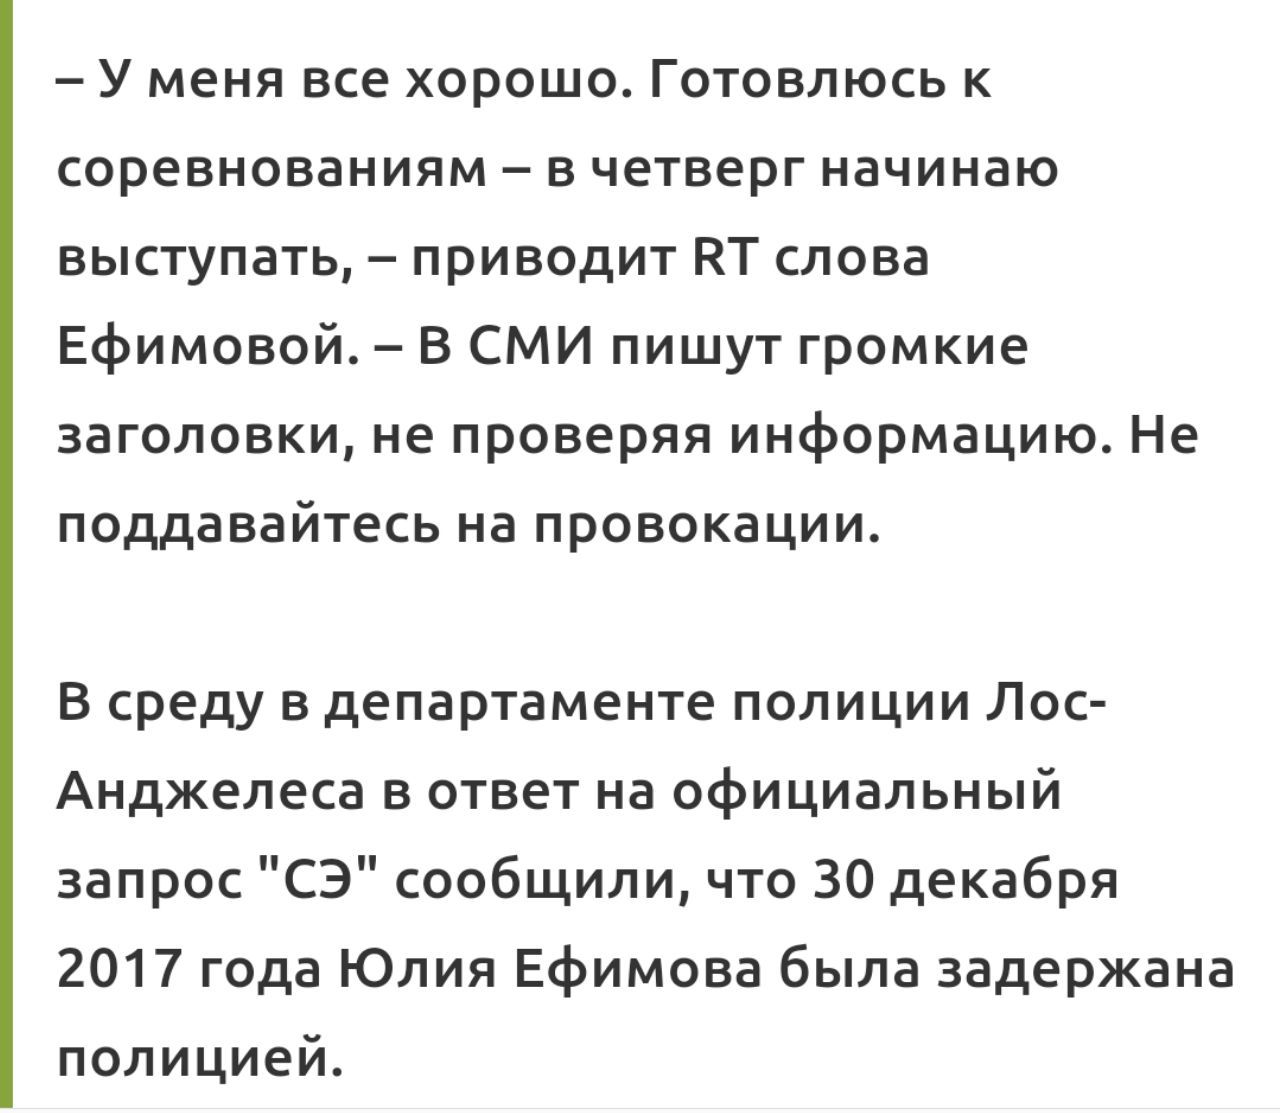 – У меня все хорошо. Готовлюсь к
соревнованиям – в четверг начинаю
выступать, – приводит RT слова
Ефимовой. – В СМИ пишут громкие
заголовки, не проверяя информацию. Не
поддавайтесь на провокации.
В среду в департаменте полиции Лос-
Анджелеса в ответ на официальный
запрос "СЭ" сообщили, что 30 декабря
2017 года Юлия Ефимова была задержана
полицией.